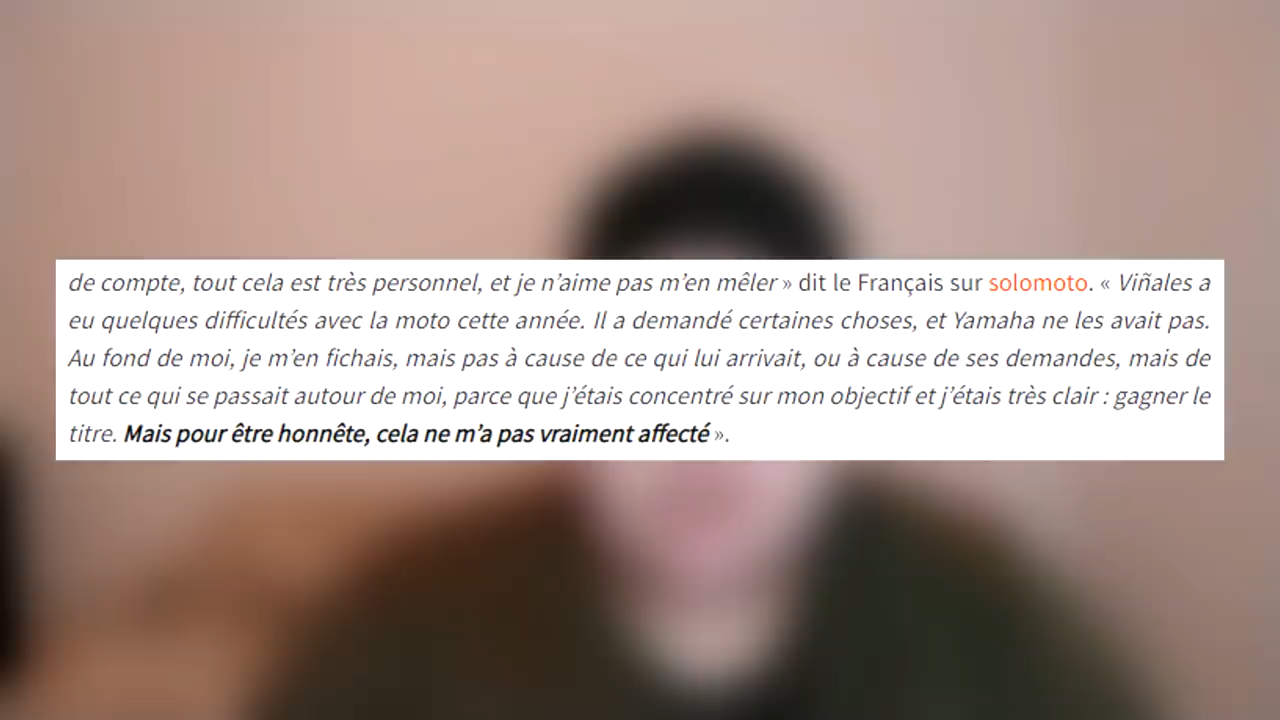 de compte, tout cela est très personnel, et je n’aime pas m’en mêler » dit le Français sur solomoto. « Viñales a
eu quelques difficultés avec la moto cette année. Il a demandé certaines choses, et Yamaha ne les avait pas.
Au fond de moi, je m’en fichais, mais pas à cause de ce qui lui arrivait, ou à cause de ses demandes, mais de
tout ce qui se passait autour de moi, parce que j’étais concentré sur mon objectif et j’étais très clair : gagner le
titre. Mais pour être honnête, cela ne m’a pas vraiment affecté ».